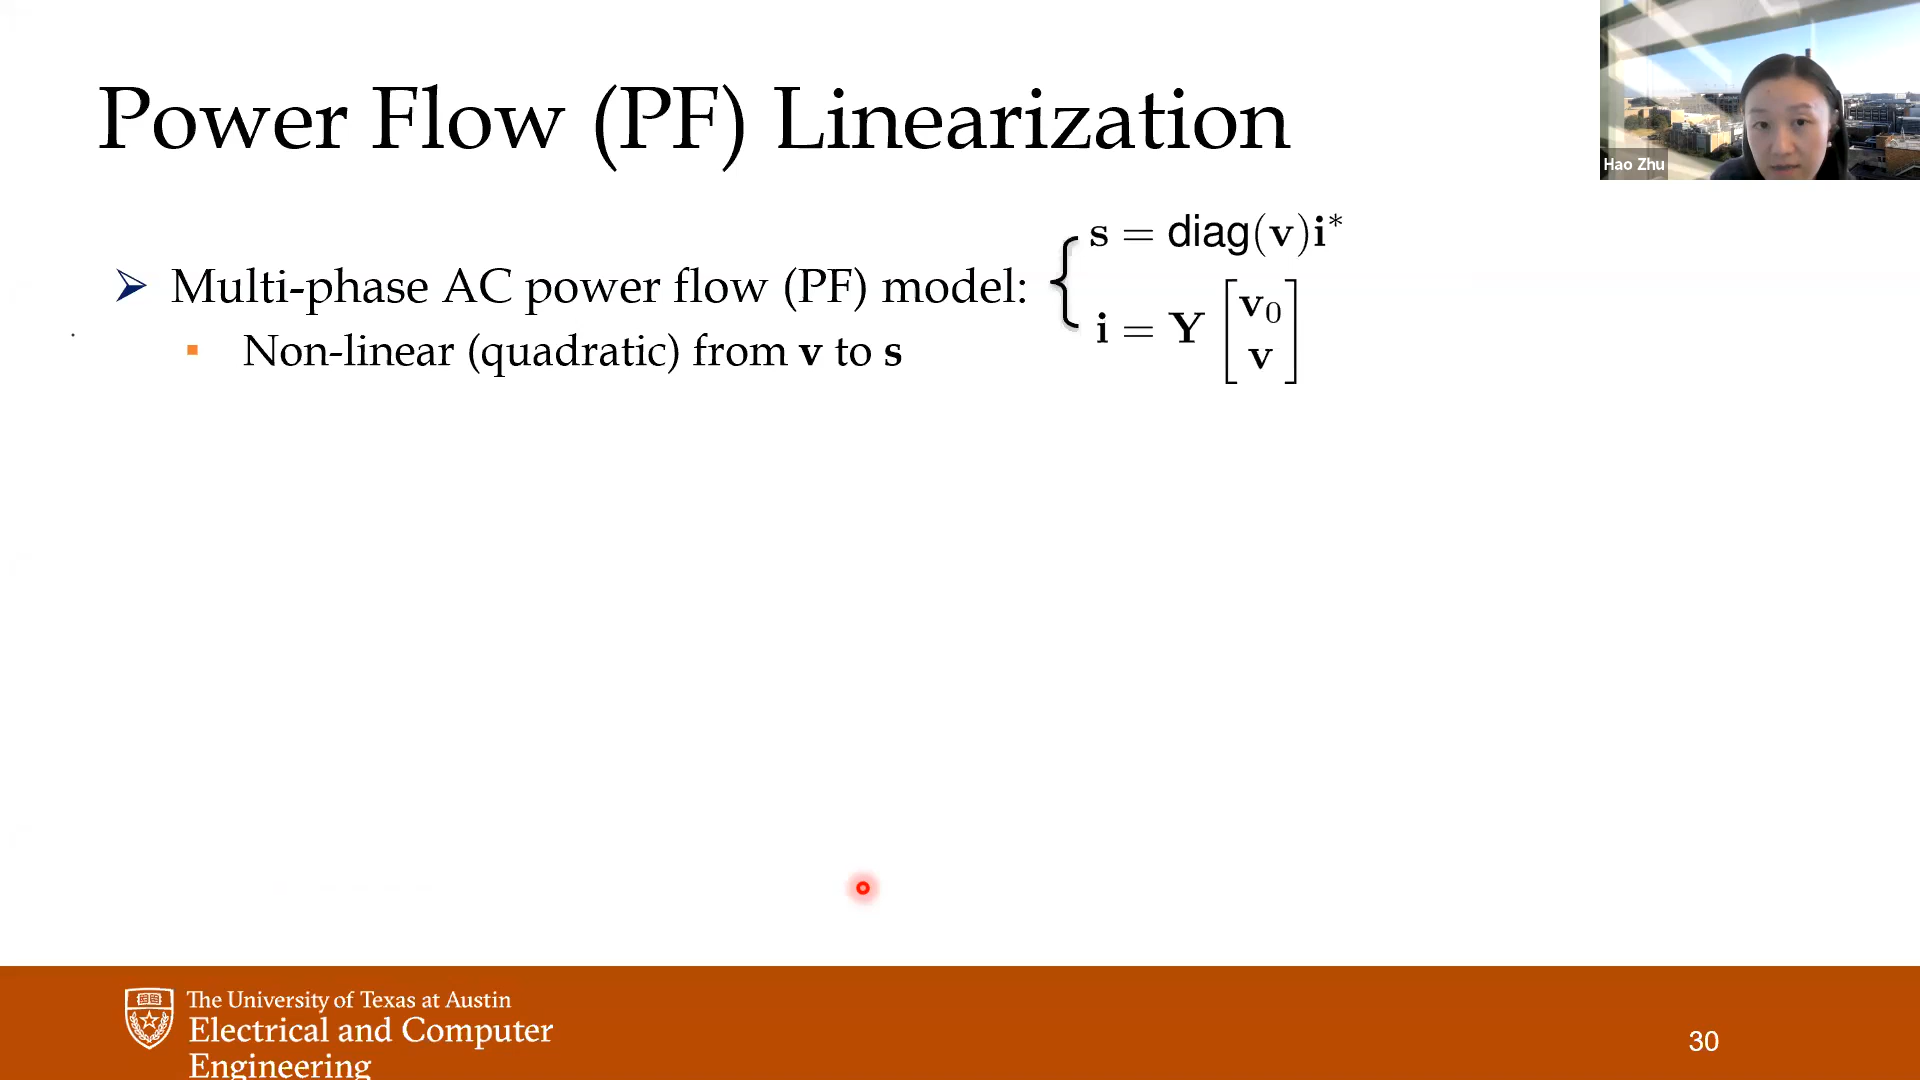 Power Flow (PF) Linearization
Hao Zhu
➢ Multi-phase AC power flow (PF) model:
s = diag(v)i*
i = Y [v₀ v]
▪ Non-linear (quadratic) from v to s
The University of Texas at Austin
Electrical and Computer
Engineering
30